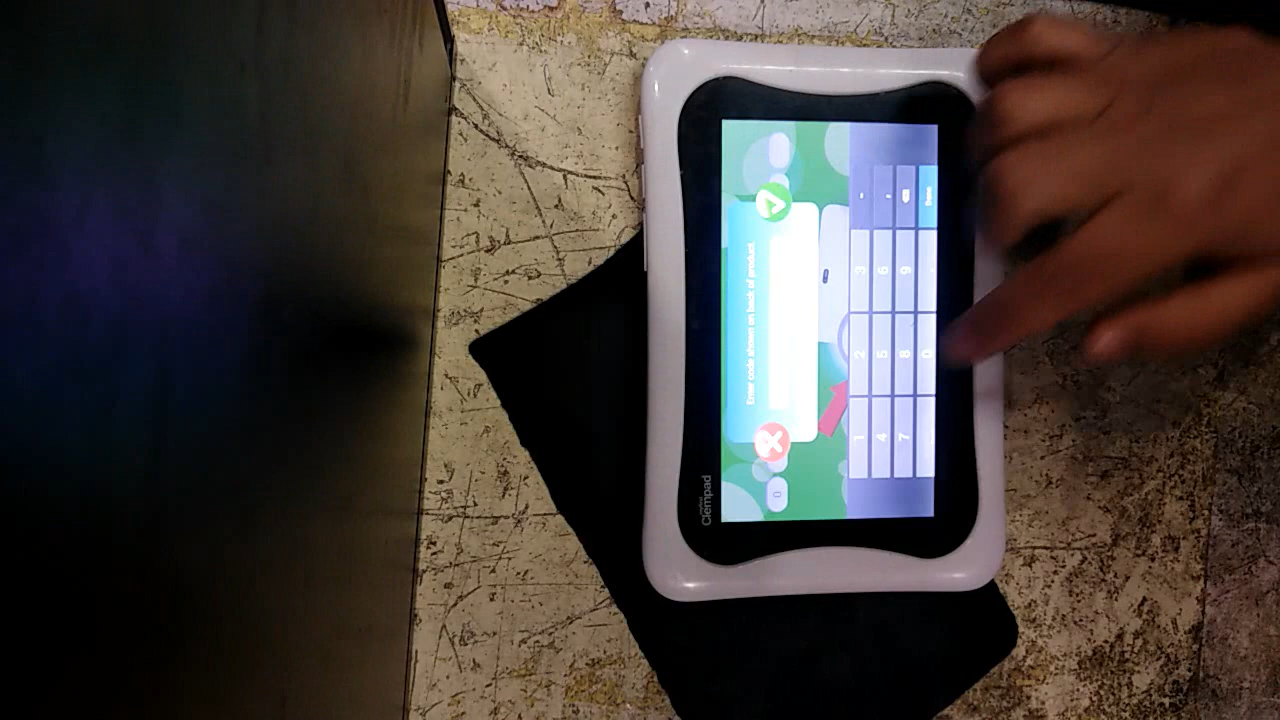 Clempad
Enter code shown on back of product.
0
1 2 3 -
4 5 6 ,
7 8 9
0 . Done